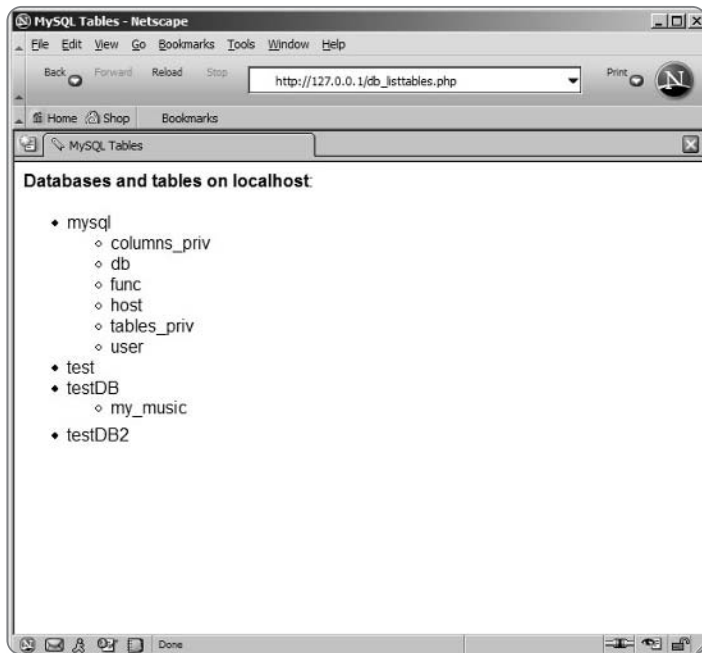 MySQL Tables - Netscape
File Edit View Go Bookmarks Tools Window Help
Back Forward Reload Stop http://127.0.0.1/db_listtables.php Print N
Home Shop Bookmarks
MySQL Tables
Databases and tables on localhost:
mysql
columns_priv
db
func
host
tables_priv
user
test
testDB
my_music
testDB2
Done